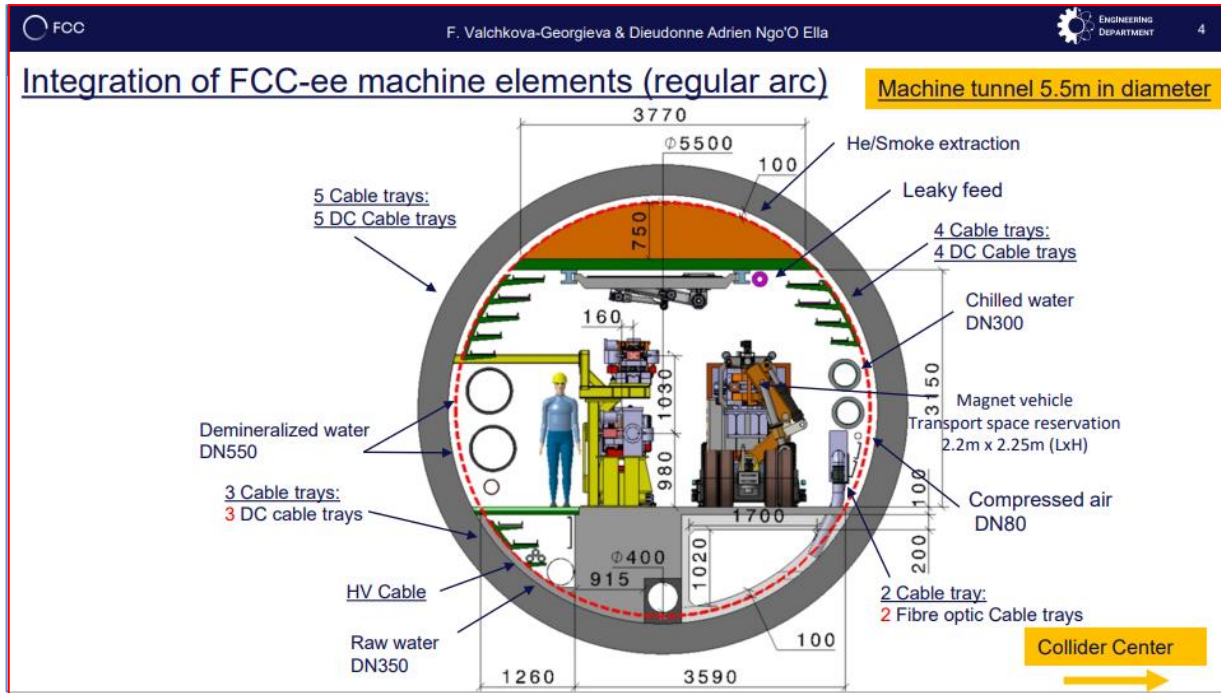 FCC
F. Valchkova-Georgieva & Dieudonne Adrien Ngo'O Ella
ENGINEERING
DEPARTMENT
4
Integration of FCC-ee machine elements (regular arc)
Machine tunnel 5.5m in diameter
3770
Φ5500
He/Smoke extraction
100
Leaky feed
5 Cable trays:
5 DC Cable trays
750
4 Cable trays:
4 DC Cable trays
Chilled water
DN300
160
1030
3150
Magnet vehicle
Transport space reservation
2.2m x 2.25m (LxH)
Demineralized water
DN550
980
3 Cable trays:
3 DC cable trays
100
Compressed air
DN80
1700
200
Φ400
1020
915
HV Cable
2 Cable tray:
2 Fibre optic Cable trays
Raw water
DN350
100
Collider Center
1260
3590